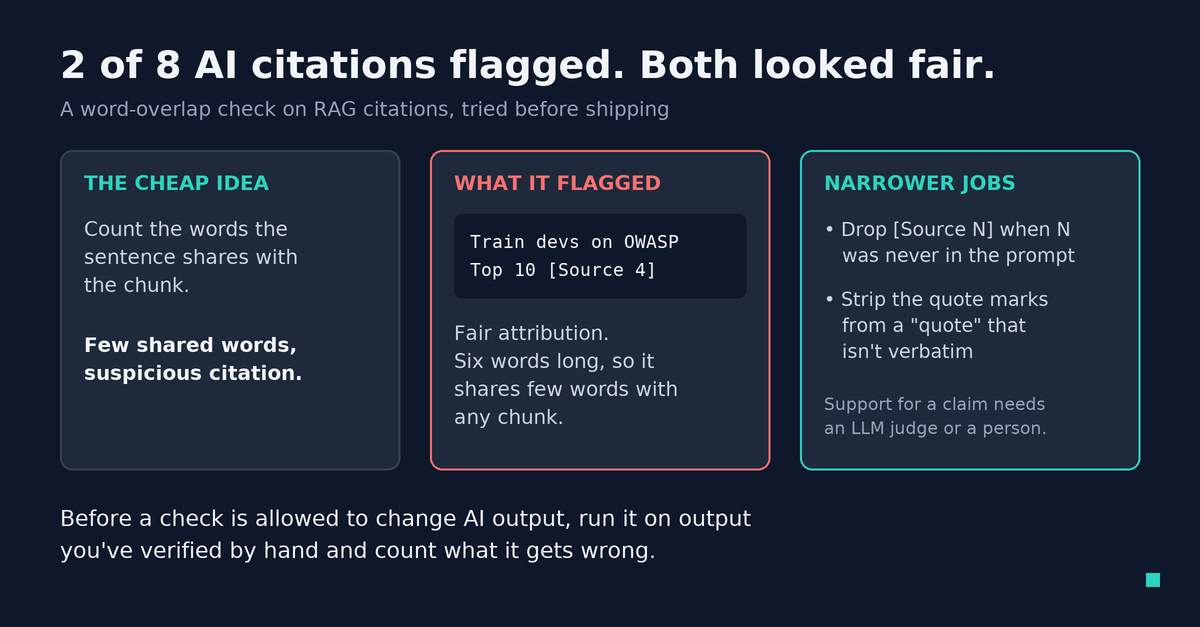 2 of 8 AI citations flagged. Both looked fair.
A word-overlap check on RAG citations, tried before shipping
THE CHEAP IDEA
Count the words the
sentence shares with
the chunk.
Few shared words,
suspicious citation.
WHAT IT FLAGGED
Train devs on OWASP
Top 10 [Source 4]
Fair attribution.
Six words long, so it
shares few words with
any chunk.
NARROWER JOBS
• Drop [Source N] when N
was never in the prompt
• Strip the quote marks
from a "quote" that
isn't verbatim
Support for a claim needs
an LLM judge or a person.
Before a check is allowed to change AI output, run it on output
you've verified by hand and count what it gets wrong.